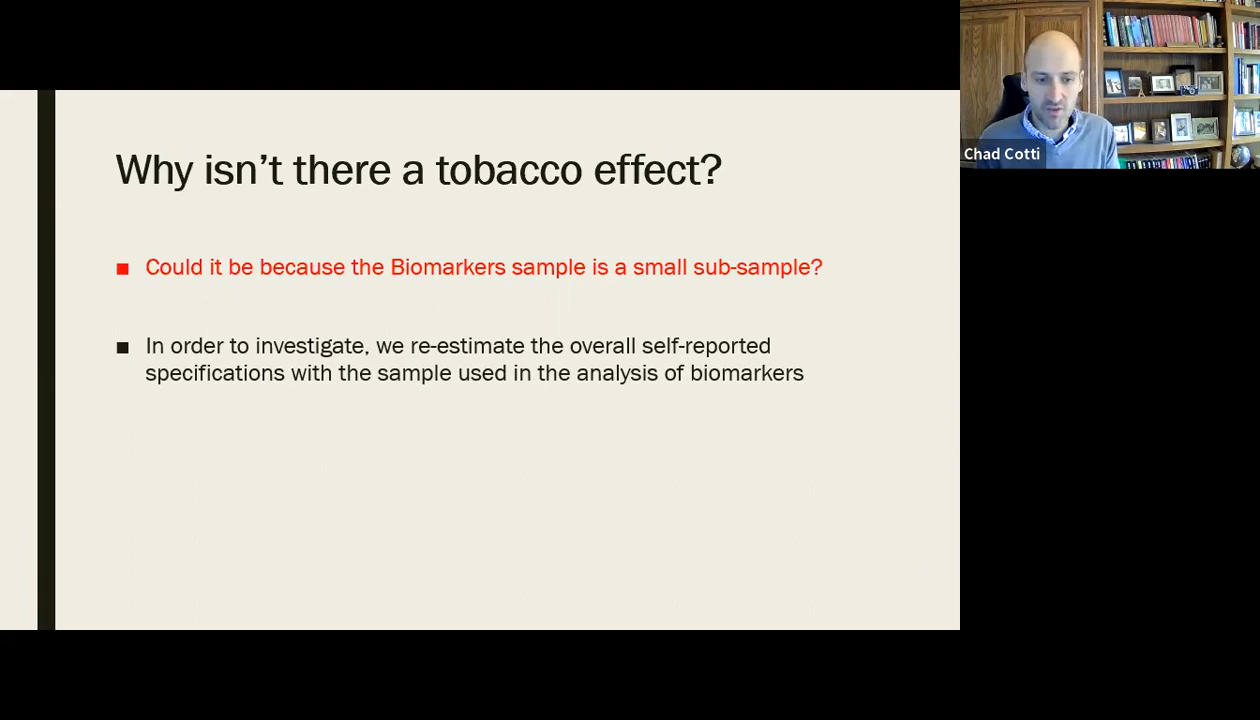 Why isn't there a tobacco effect?
■ Could it be because the Biomarkers sample is a small sub-sample?
■ In order to investigate, we re-estimate the overall self-reported
specifications with the sample used in the analysis of biomarkers
Chad Cotti